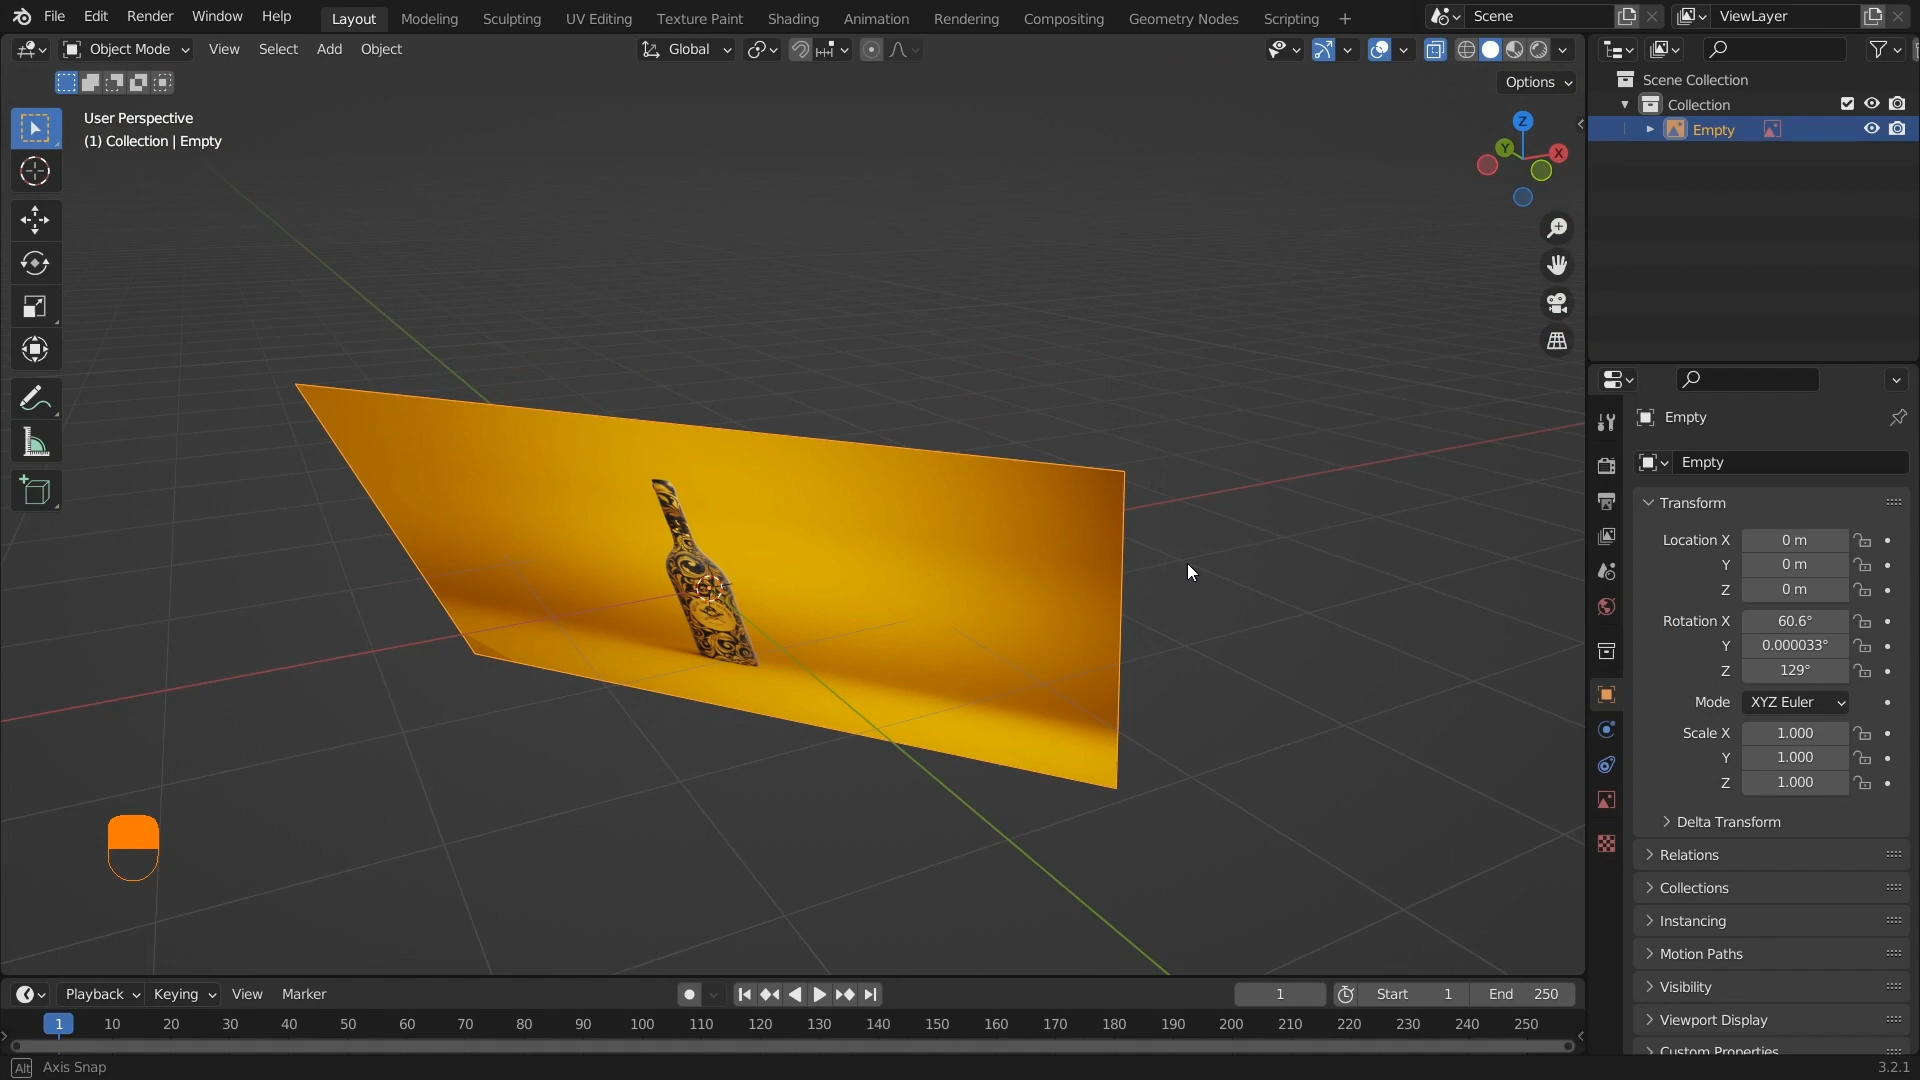 File Edit Render Window Help Layout Modeling Sculpting UV Editing Texture Paint Shading Animation Rendering Compositing Geometry Nodes Scripting + Scene ViewLayer
Object Mode View Select Add Object Global
Options
User Perspective
(1) Collection | Empty
Z
Y
X
Scene Collection
Collection
Empty
Empty
Empty
Transform
Location X 0 m
Y 0 m
Z 0 m
Rotation X 60.6°
Y 0.000033°
Z 129°
Mode XYZ Euler
Scale X 1.000
Y 1.000
Z 1.000
Delta Transform
Relations
Collections
Instancing
Motion Paths
Visibility
Viewport Display
Custom Properties
Playback Keying View Marker 1 Start 1 End 250
1 10 20 30 40 50 60 70 80 90 100 110 120 130 140 150 160 170 180 190 200 210 220 230 240 250
Alt Axis Snap 3.2.1